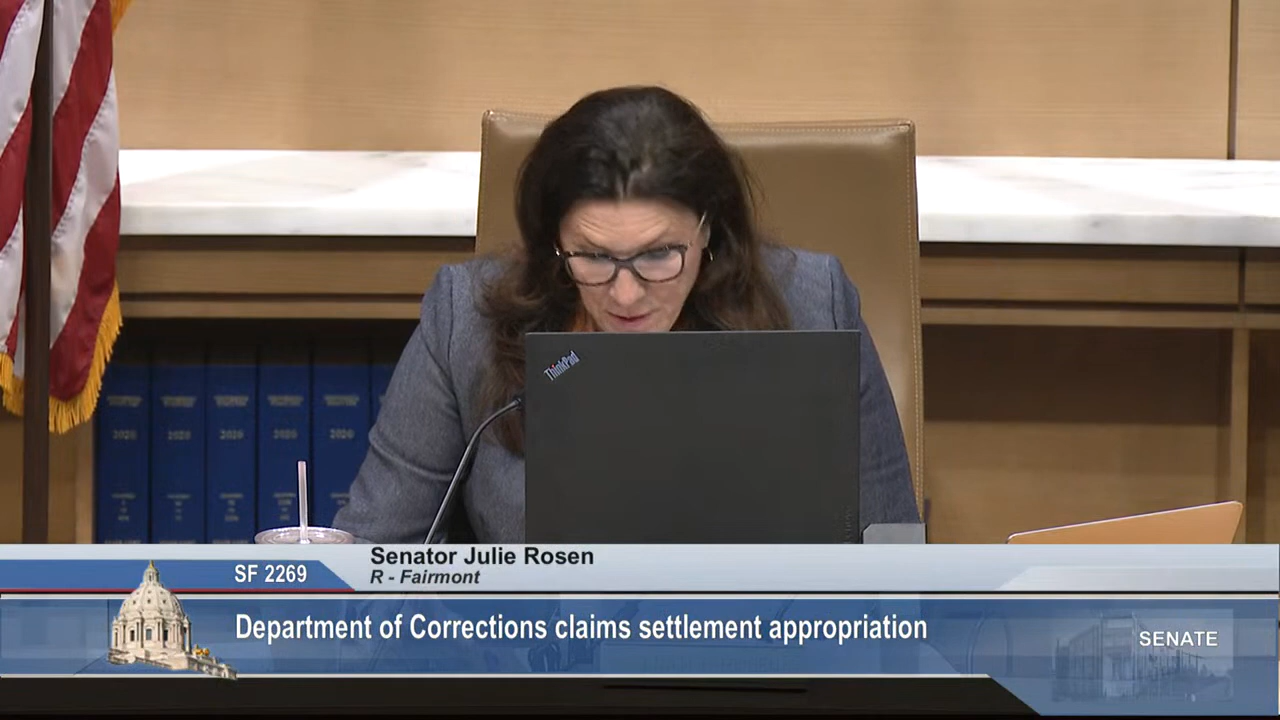 ThinkPad
2020 2020 2020 2020 2020
Senator Julie Rosen
SF 2269
R - Fairmont
Department of Corrections claims settlement appropriation
SENATE